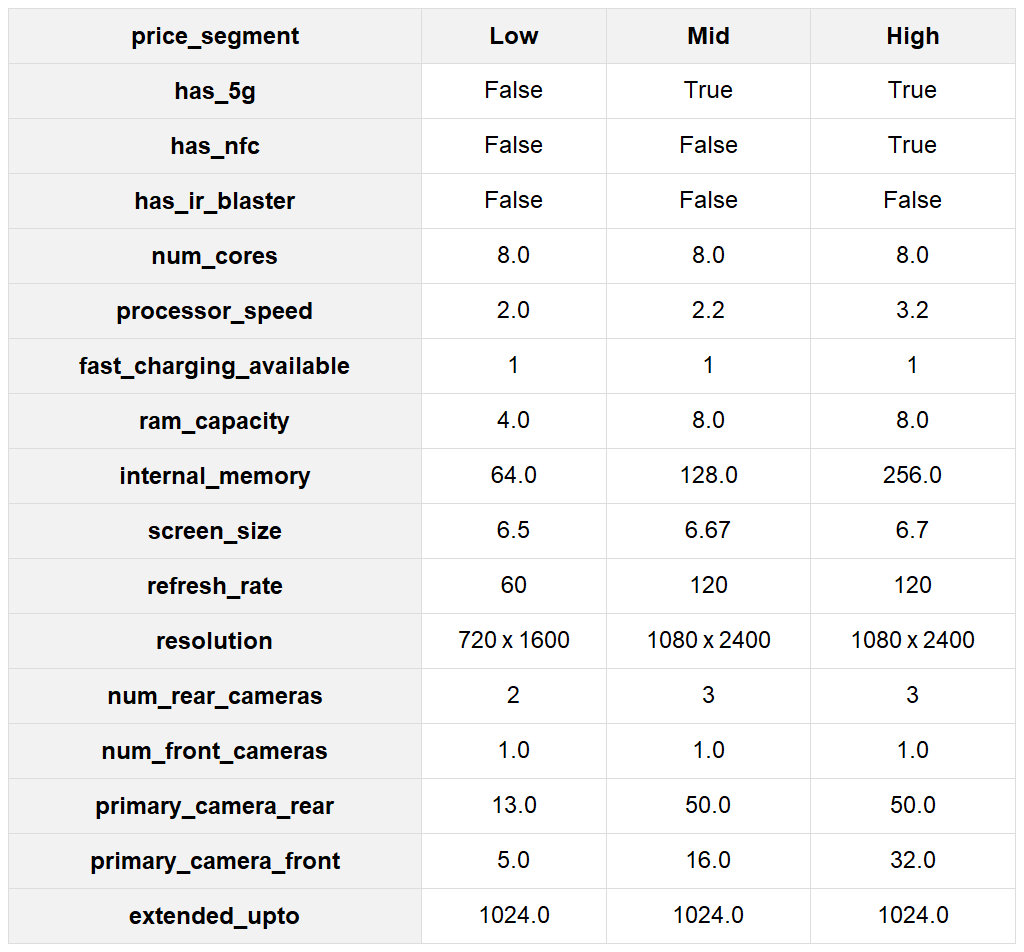 price_segment Low Mid High
has_5g False True True
has_nfc False False True
has_ir_blaster False False False
num_cores 8.0 8.0 8.0
processor_speed 2.0 2.2 3.2
fast_charging_available 1 1 1
ram_capacity 4.0 8.0 8.0
internal_memory 64.0 128.0 256.0
screen_size 6.5 6.67 6.7
refresh_rate 60 120 120
resolution 720 x 1600 1080 x 2400 1080 x 2400
num_rear_cameras 2 3 3
num_front_cameras 1.0 1.0 1.0
primary_camera_rear 13.0 50.0 50.0
primary_camera_front 5.0 16.0 32.0
extended_upto 1024.0 1024.0 1024.0